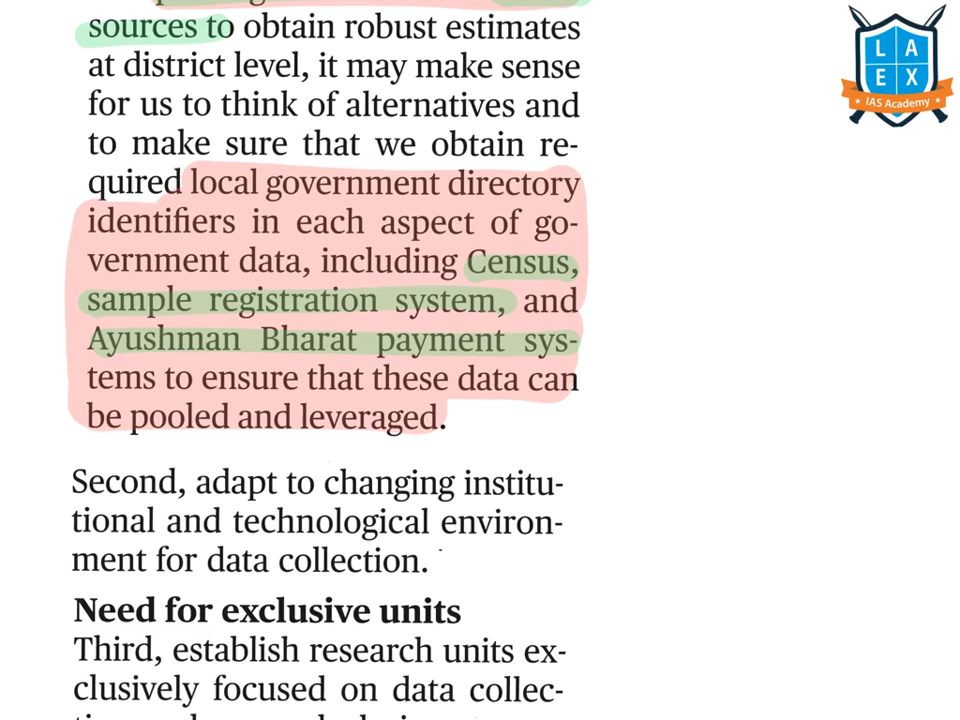 sources to obtain robust estimates
at district level, it may make sense
for us to think of alternatives and
to make sure that we obtain re-
quired local government directory
identifiers in each aspect of go-
vernment data, including Census,
sample registration system, and
Ayushman Bharat payment sys-
tems to ensure that these data can
be pooled and leveraged.
Second, adapt to changing institu-
tional and technological environ-
ment for data collection.
Need for exclusive units
Third, establish research units ex-
clusively focused on data collec-
L A
E X
IAS Academy